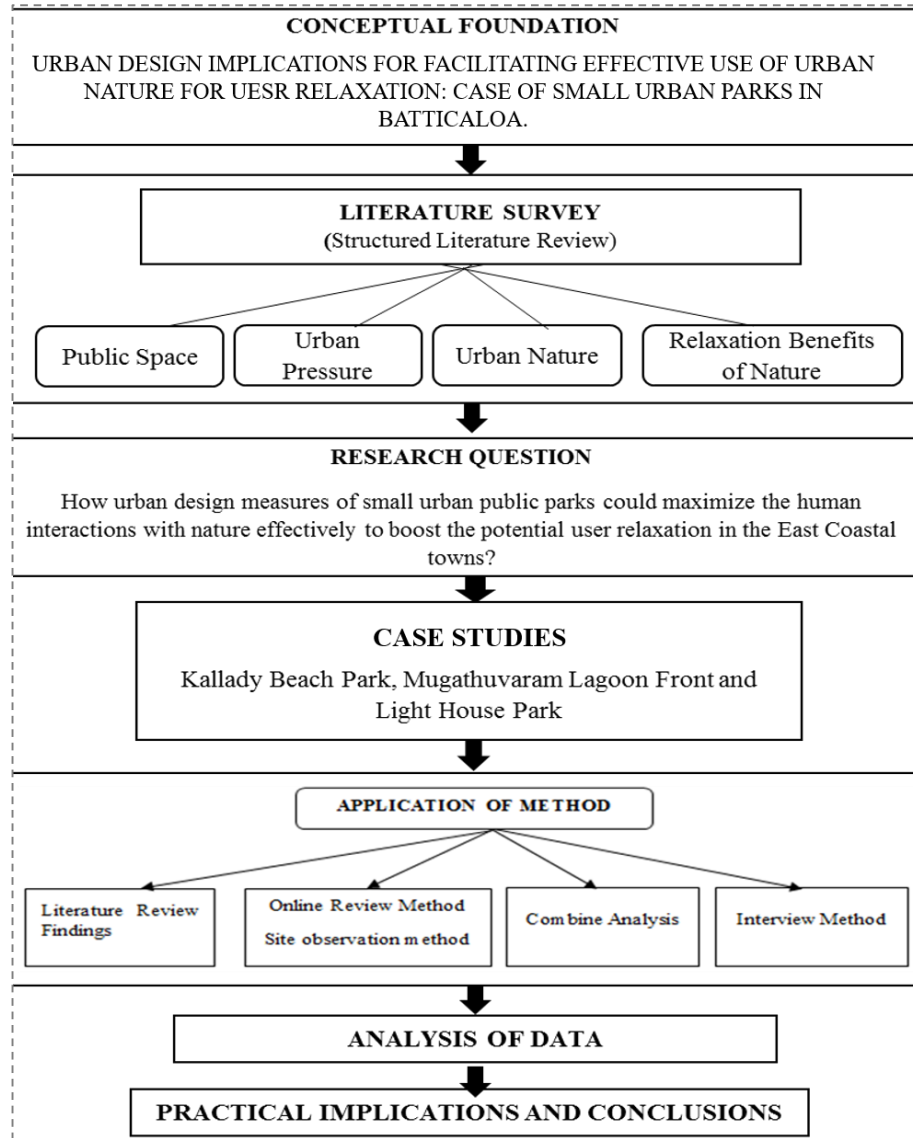 CONCEPTUAL FOUNDATION
URBAN DESIGN IMPLICATIONS FOR FACILITATING EFFECTIVE USE OF URBAN
NATURE FOR UESR RELAXATION: CASE OF SMALL URBAN PARKS IN
BATTICALOA.
LITERATURE SURVEY
(Structured Literature Review)
Public Space
Urban
Pressure
Urban Nature
Relaxation Benefits
of Nature
RESEARCH QUESTION
How urban design measures of small urban public parks could maximize the human
interactions with nature effectively to boost the potential user relaxation in the East Coastal
towns?
CASE STUDIES
Kallady Beach Park, Mugathuvaram Lagoon Front and
Light House Park
APPLICATION OF METHOD
Literature Review
Findings
Online Review Method
Site observation method
Combine Analysis
Interview Method
ANALYSIS OF DATA
PRACTICAL IMPLICATIONS AND CONCLUSIONS